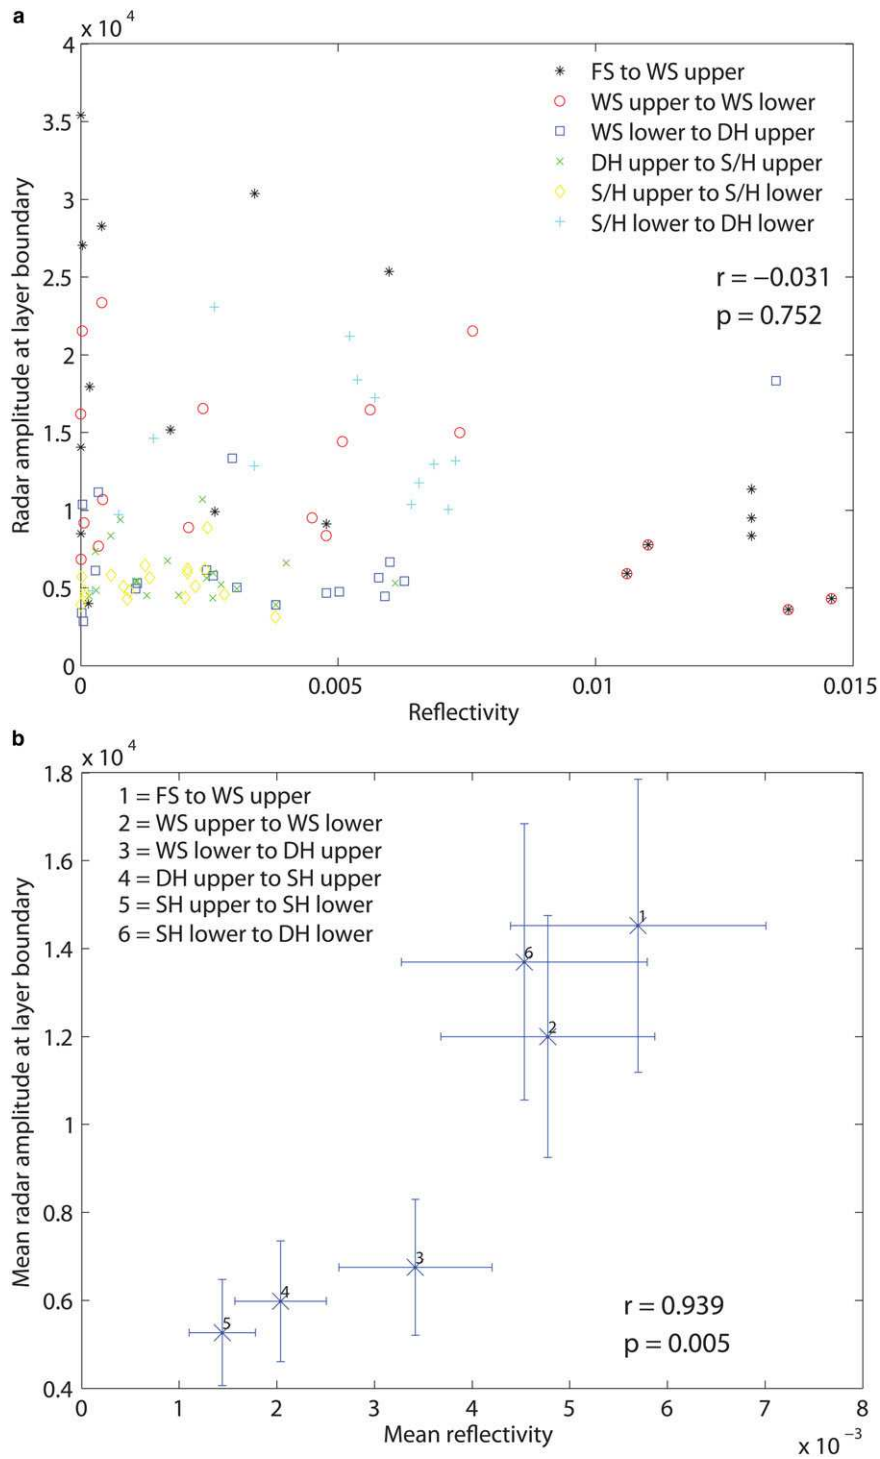 a
x 10 4
4
3
2.5
2
1.5
1
0.5
0
Radar amplitude at layer boundary
FS to WS upper
WS upper to WS lower
WS lower to DH upper
DH upper to S/H upper
S/H upper to S/H lower
S/H lower to DH lower
r = −0.031
p = 0.752
0 0.005 0.01 0.015
Reflectivity
b
x 10 4
1.8
1.6
1.4
1.2
1
0.8
0.6
0.4
Mean radar amplitude at layer boundary
1 = FS to WS upper
2 = WS upper to WS lower
3 = WS lower to DH upper
4 = DH upper to SH upper
5 = SH upper to SH lower
6 = SH lower to DH lower
1
6
2
3
4
5
r = 0.939
p = 0.005
0 1 2 3 4 5 6 7 8
Mean reflectivity
x 10 −3